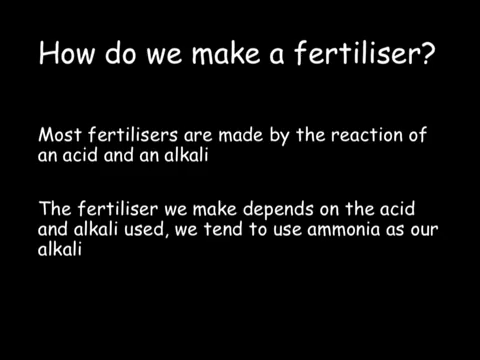 How do we make a fertiliser?
Most fertilisers are made by the reaction of
an acid and an alkali
The fertiliser we make depends on the acid
and alkali used, we tend to use ammonia as our
alkali